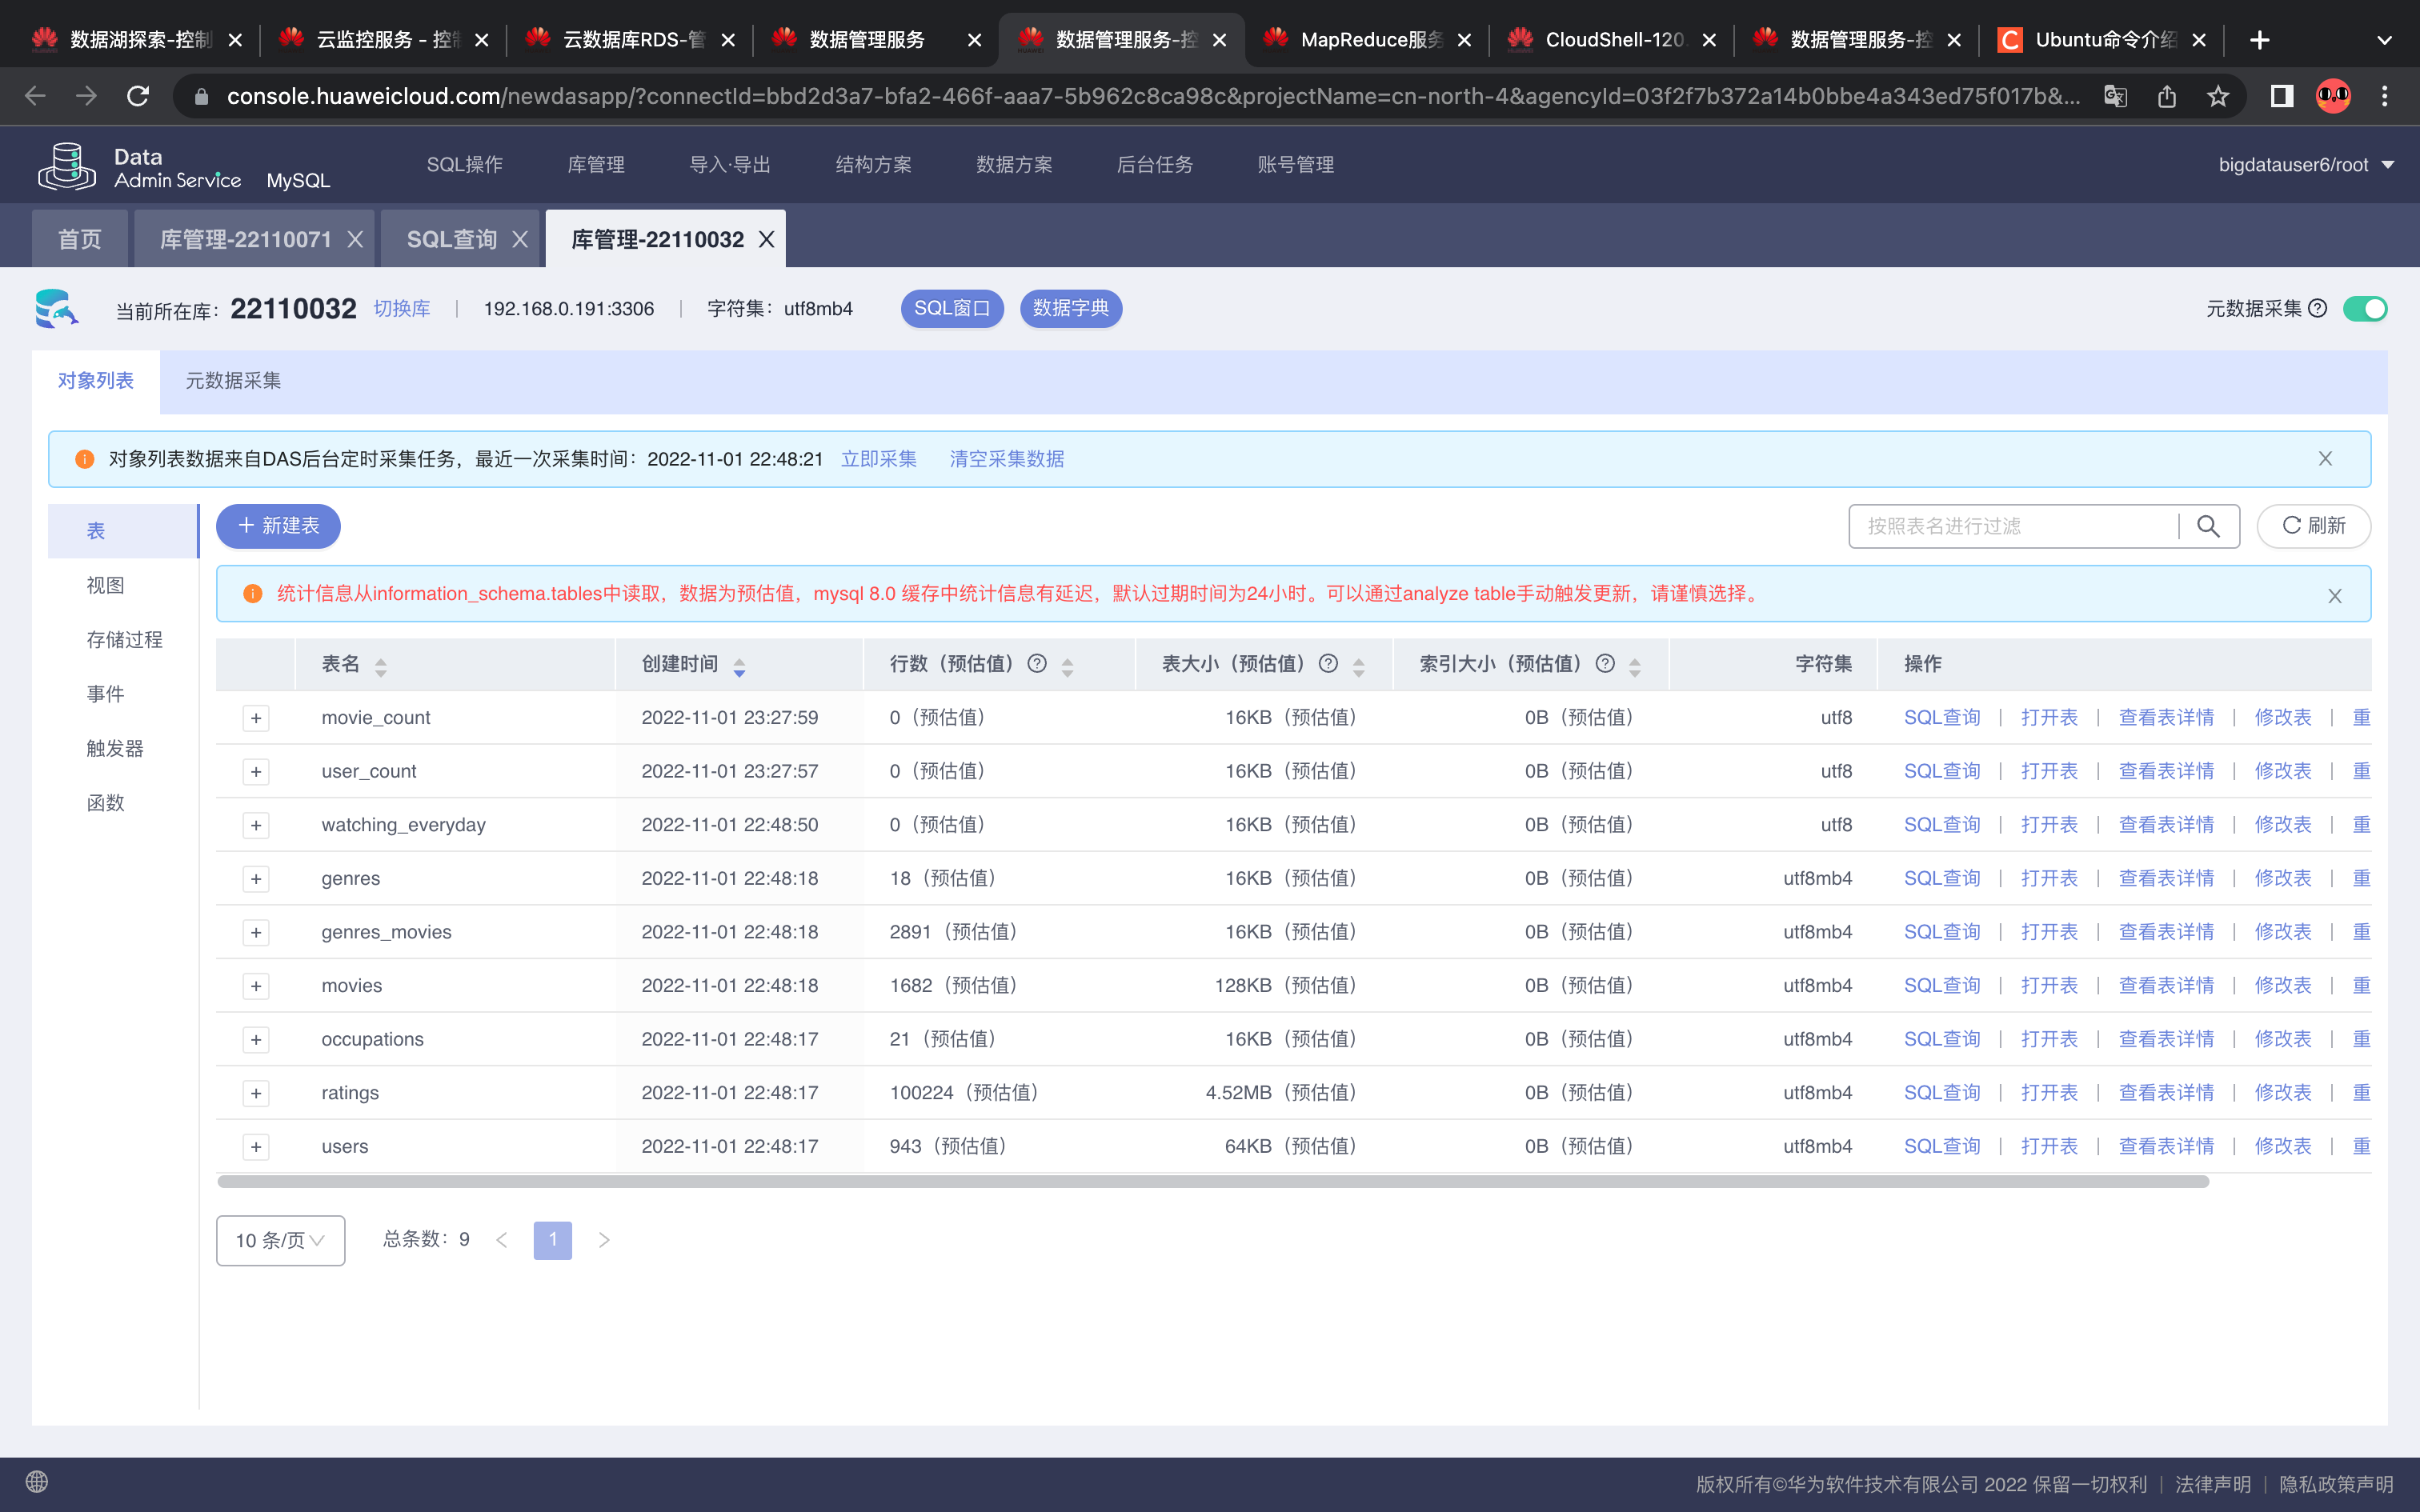 数据湖探索-控制
云监控服务 - 控
云数据库RDS-管
数据管理服务
数据管理服务-控
MapReduce服务
CloudShell-120.
数据管理服务-控
Ubuntu命令介绍
console.huaweicloud.com/newdasapp/?connectId=bbd2d3a7-bfa2-466f-aaa7-5b962c8ca98c&projectName=cn-north-4&agencyId=03f2f7b372a14b0bbe4a343ed75f017b&...
Data Admin Service MySQL
SQL操作 库管理 导入·导出 结构方案 数据方案 后台任务 账号管理 bigdatauser6/root
首页 库管理-22110071 SQL查询 库管理-22110032
当前所在库：22110032 切换库 | 192.168.0.191:3306 | 字符集：utf8mb4 SQL窗口 数据字典 元数据采集
对象列表 元数据采集
对象列表数据来自DAS后台定时采集任务，最近一次采集时间：2022-11-01 22:48:21 立即采集 清空采集数据
表
视图
存储过程
事件
触发器
函数
新建表 按照表名进行过滤 刷新
统计信息从information_schema.tables中读取，数据为预估值，mysql 8.0 缓存中统计信息有延迟，默认过期时间为24小时。可以通过analyze table手动触发更新，请谨慎选择。
表名 创建时间 行数（预估值） 表大小（预估值） 索引大小（预估值） 字符集 操作
movie_count 2022-11-01 23:27:59 0（预估值） 16KB（预估值） 0B（预估值） utf8 SQL查询 | 打开表 | 查看表详情 | 修改表 | 重
user_count 2022-11-01 23:27:57 0（预估值） 16KB（预估值） 0B（预估值） utf8 SQL查询 | 打开表 | 查看表详情 | 修改表 | 重
watching_everyday 2022-11-01 22:48:50 0（预估值） 16KB（预估值） 0B（预估值） utf8 SQL查询 | 打开表 | 查看表详情 | 修改表 | 重
genres 2022-11-01 22:48:18 18（预估值） 16KB（预估值） 0B（预估值） utf8mb4 SQL查询 | 打开表 | 查看表详情 | 修改表 | 重
genres_movies 2022-11-01 22:48:18 2891（预估值） 16KB（预估值） 0B（预估值） utf8mb4 SQL查询 | 打开表 | 查看表详情 | 修改表 | 重
movies 2022-11-01 22:48:18 1682（预估值） 128KB（预估值） 0B（预估值） utf8mb4 SQL查询 | 打开表 | 查看表详情 | 修改表 | 重
occupations 2022-11-01 22:48:17 21（预估值） 16KB（预估值） 0B（预估值） utf8mb4 SQL查询 | 打开表 | 查看表详情 | 修改表 | 重
ratings 2022-11-01 22:48:17 100224（预估值） 4.52MB（预估值） 0B（预估值） utf8mb4 SQL查询 | 打开表 | 查看表详情 | 修改表 | 重
users 2022-11-01 22:48:17 943（预估值） 64KB（预估值） 0B（预估值） utf8mb4 SQL查询 | 打开表 | 查看表详情 | 修改表 | 重
10 条/页 总条数：9 < 1 >
版权所有©华为软件技术有限公司 2022 保留一切权利 | 法律声明 | 隐私政策声明